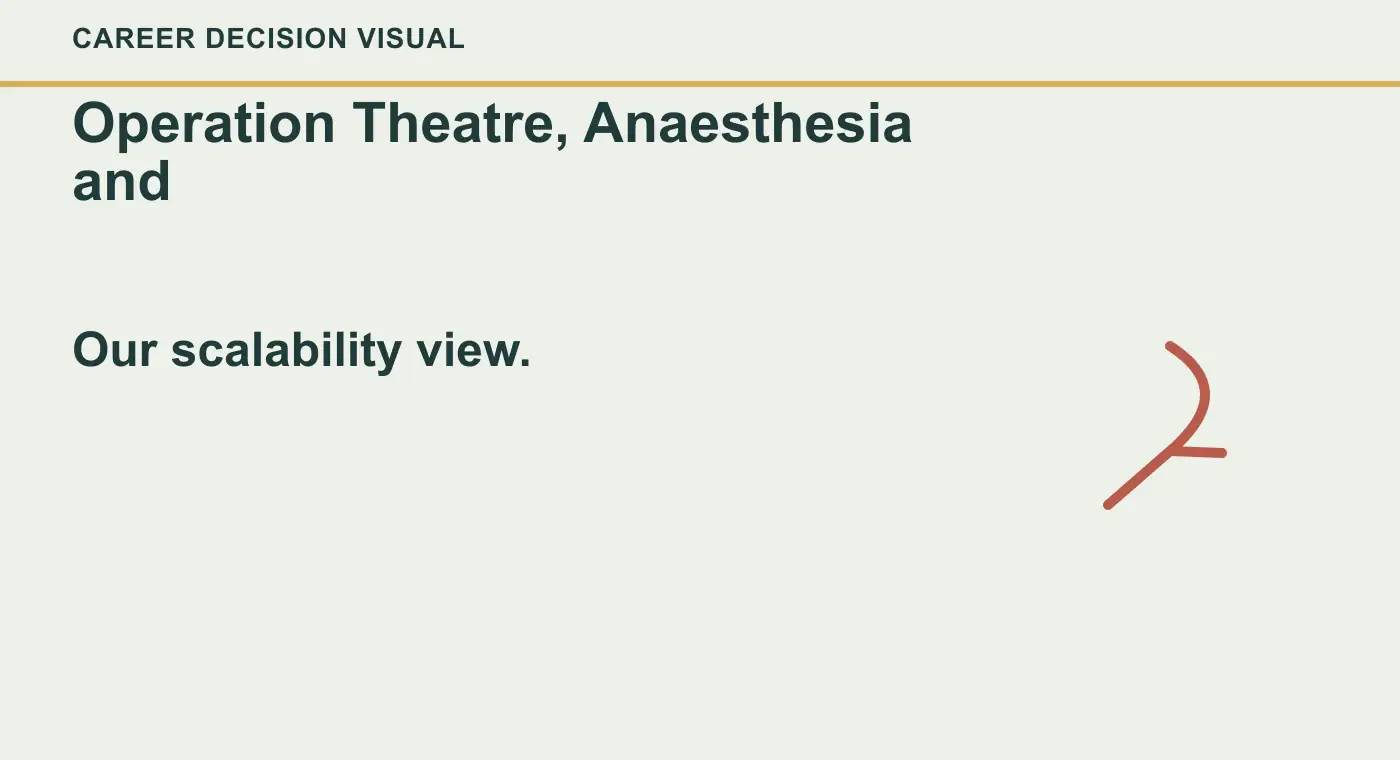 CAREER DECISION VISUAL
Operation Theatre, Anaesthesia
and
Our scalability view.